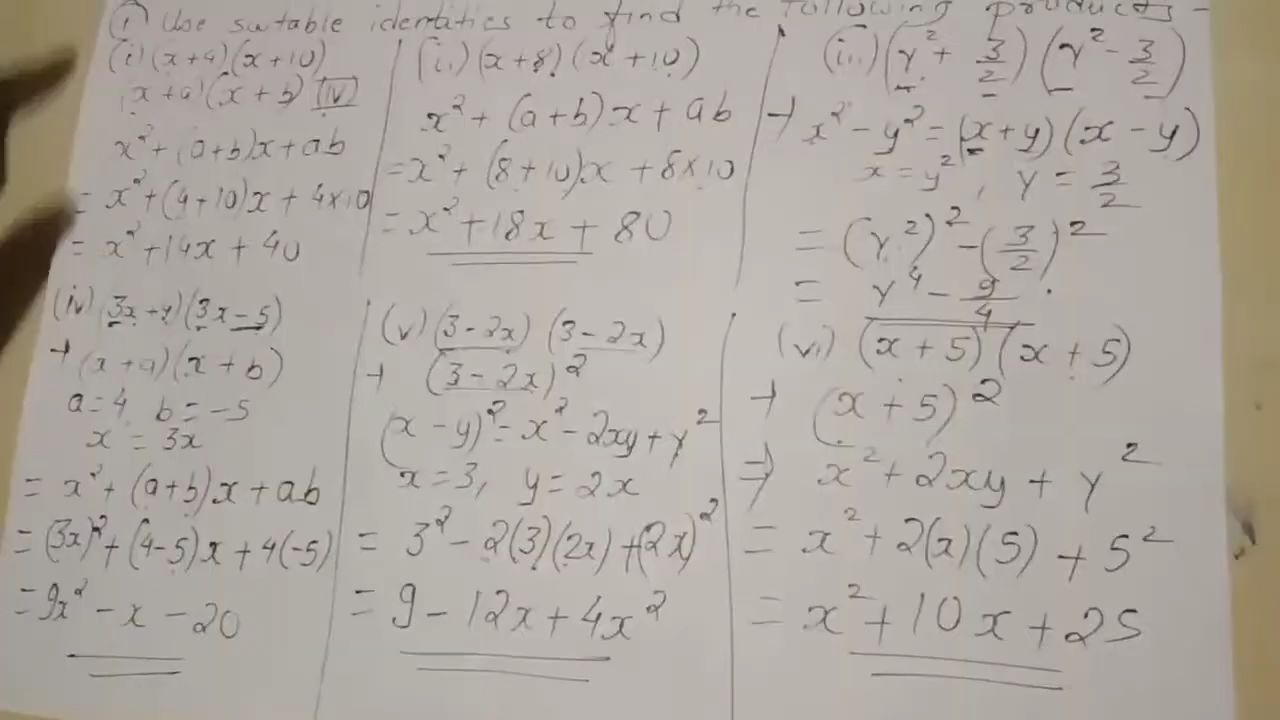 ① Use suitable identities to find the following products -
(i) (x+4)(x+10)
(x+a)(x+b) (iv)
x²+(a+b)x+ab
= x²+(4+10)x+4×10
= x²+14x+40
(ii) (x+8)(x+10)
x²+(a+b)x+ab
=x²+(8+10)x+8×10
= x²+18x+80
(iii) (y²+3/2)(y²-3/2)
→ x²-y²=(x+y)(x-y)
x=y², y=3/2
= (y²)²-(3/2)²
= y⁴-9/4.
(iv) (3x+4)(3x-5)
→ (x+a)(x+b)
a=4 b=-5
x = 3x
= x²+(a+b)x+ab
= (3x)²+(4-5)x+4(-5)
=9x²-x-20
(v) (3-2x)(3-2x)
→ (3-2x)²
(x-y)²=x²-2xy+y²
x=3, y=2x
= 3²-2(3)(2x)+(2x)²
= 9-12x+4x²
(vi) (x+5)(x+5)
→ (x+5)²
⇒ x²+2xy+y²
= x²+2(x)(5)+5²
= x²+10x+25